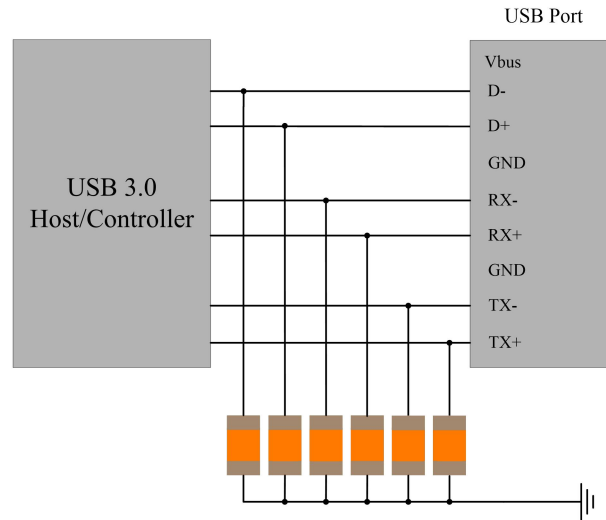 USB Port
USB 3.0
Host/Controller
Vbus
D-
D+
GND
RX-
RX+
GND
TX-
TX+